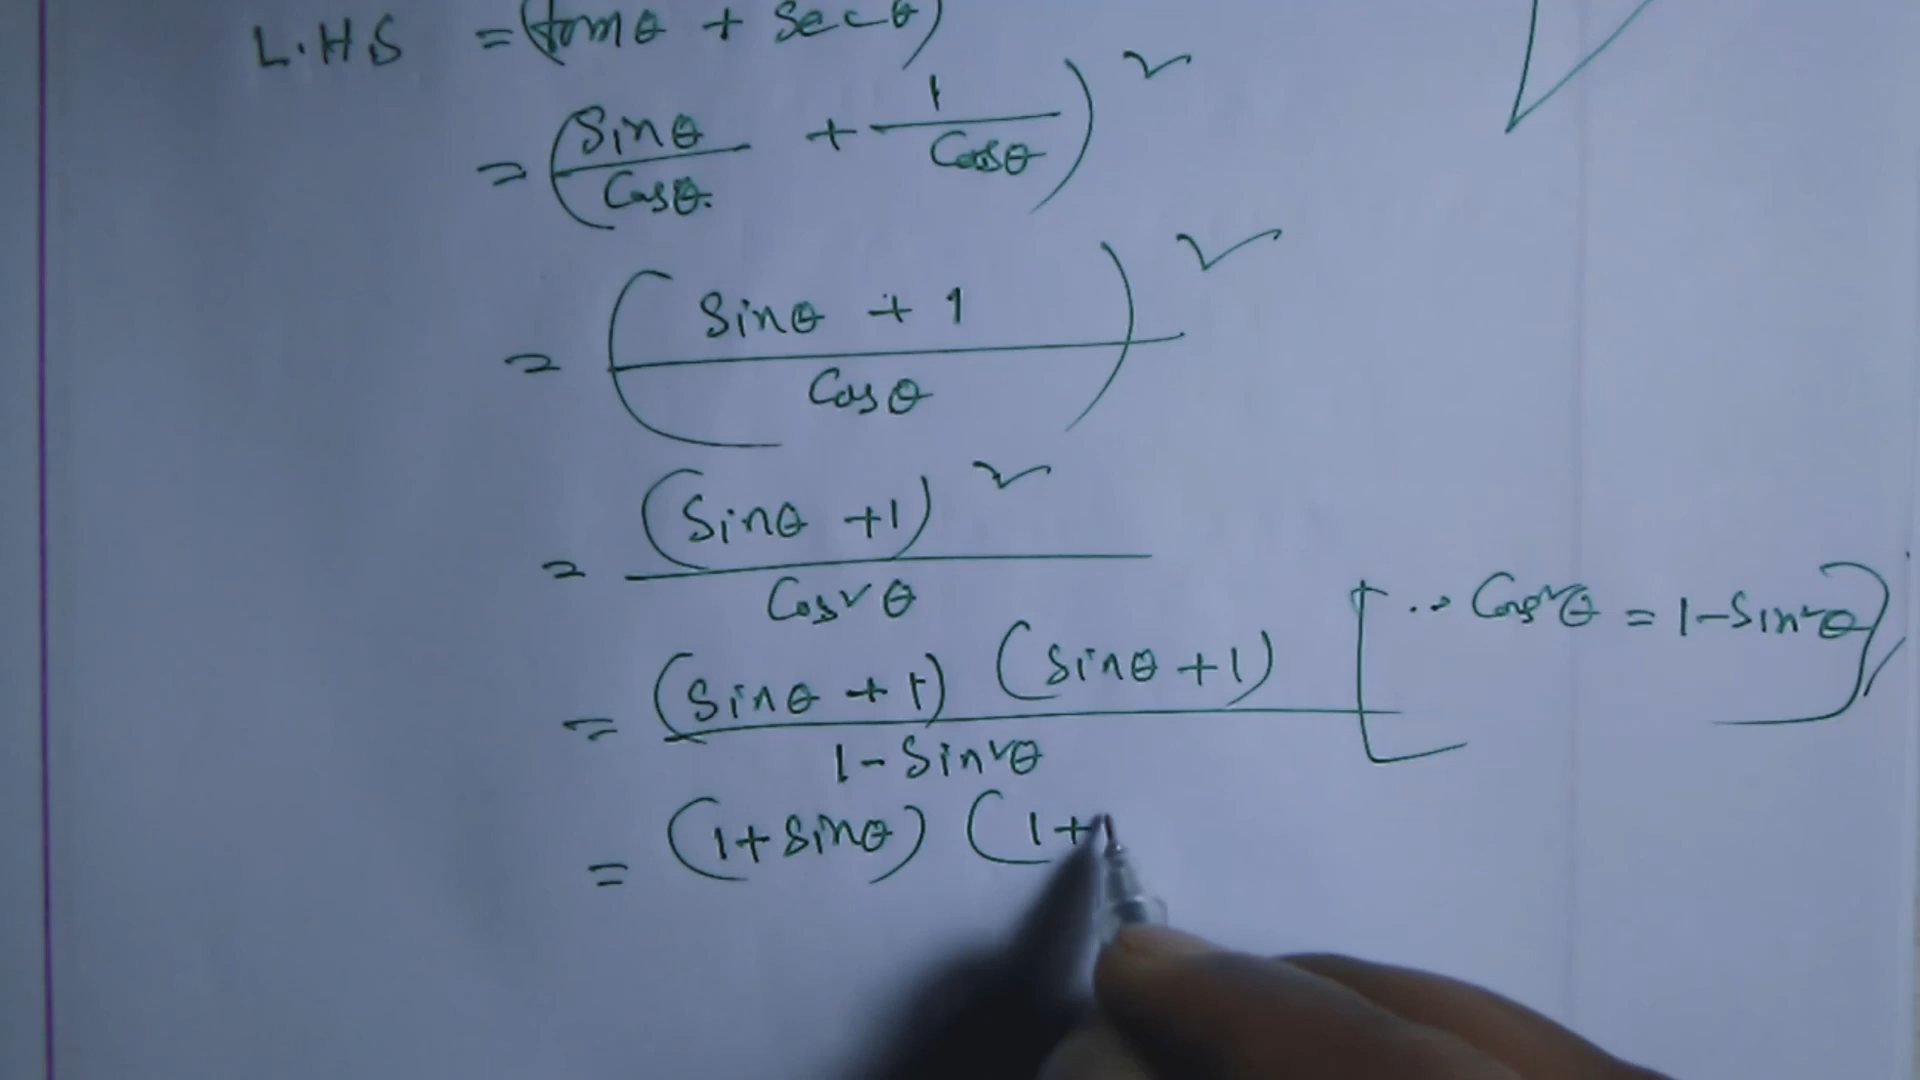 L.H.S = (tanθ + secθ)
= (Sinθ/Cosθ. + 1/Cosθ)²
= (Sinθ + 1/Cosθ)²
= (Sinθ +1)²/Cos²θ
= (Sinθ + 1) (Sinθ +1)/1 - Sin²θ [∵ Cos²θ = 1 - Sin²θ]
= (1 + Sinθ) (1 +